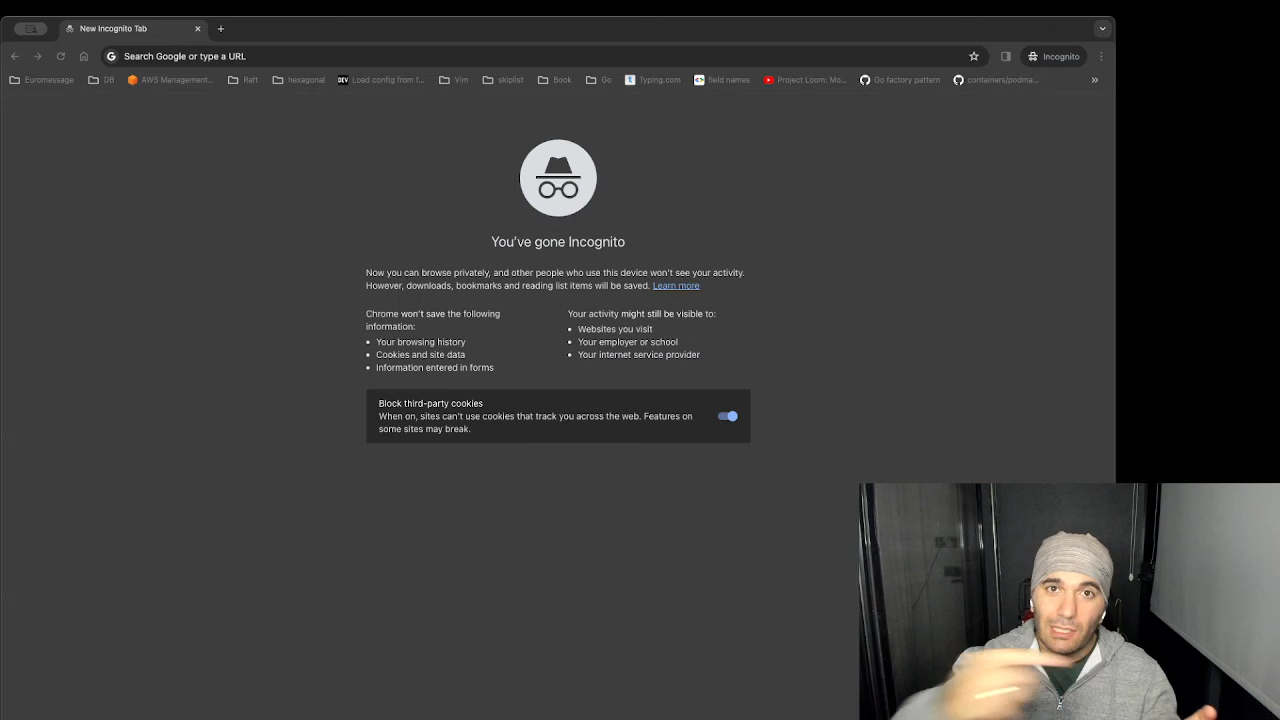 New Incognito Tab
Search Google or type a URL
Incognito
Euromessage DB AWS Management... Raft hexagonal DEV Load config from f... Vim skiplist Book Go t Typing.com field names Project Loom: Mo... Go factory pattern containers/podma...
You've gone Incognito
Now you can browse privately, and other people who use this device won't see your activity.
However, downloads, bookmarks and reading list items will be saved. Learn more
Chrome won't save the following
information:
Your browsing history
Cookies and site data
Information entered in forms
Your activity might still be visible to:
Websites you visit
Your employer or school
Your internet service provider
Block third-party cookies
When on, sites can't use cookies that track you across the web. Features on
some sites may break.